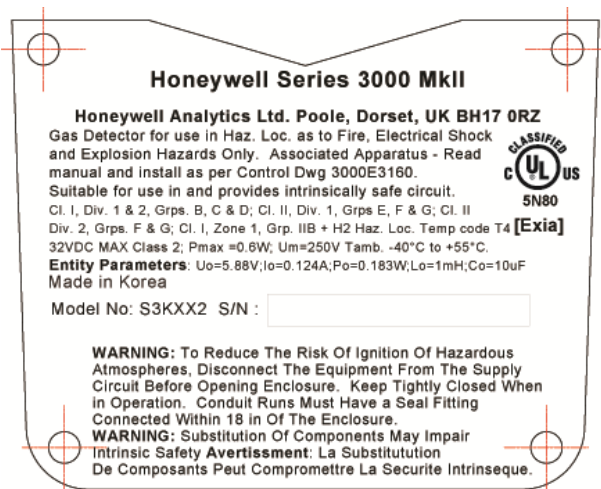 Honeywell Series 3000 MkII
Honeywell Analytics Ltd. Poole, Dorset, UK BH17 0RZ
Gas Detector for use in Haz. Loc. as to Fire, Electrical Shock
and Explosion Hazards Only. Associated Apparatus - Read
manual and install as per Control Dwg 3000E3160.
Suitable for use in and provides intrinsically safe circuit.
CLASSIFIED
C UL US
5N80
Cl. I, Div. 1 & 2, Grps. B, C & D; Cl. II, Div. 1, Grps E, F & G; Cl. II
Div. 2, Grps. F & G; Cl. I, Zone 1, Grp. IIB + H2 Haz. Loc. Temp code T4 [Exia]
32VDC MAX Class 2; Pmax =0.6W; Um=250V Tamb. -40°C to +55°C.
Entity Parameters: Uo=5.88V;Io=0.124A;Po=0.183W;Lo=1mH;Co=10uF
Made in Korea
Model No: S3KXX2 S/N :
WARNING: To Reduce The Risk Of Ignition Of Hazardous
Atmospheres, Disconnect The Equipment From The Supply
Circuit Before Opening Enclosure. Keep Tightly Closed When
in Operation. Conduit Runs Must Have a Seal Fitting
Connected Within 18 in Of The Enclosure.
WARNING: Substitution Of Components May Impair
Intrinsic Safety Avertissment: La Substitutution
De Composants Peut Compromettre La Securite Intrinseque.